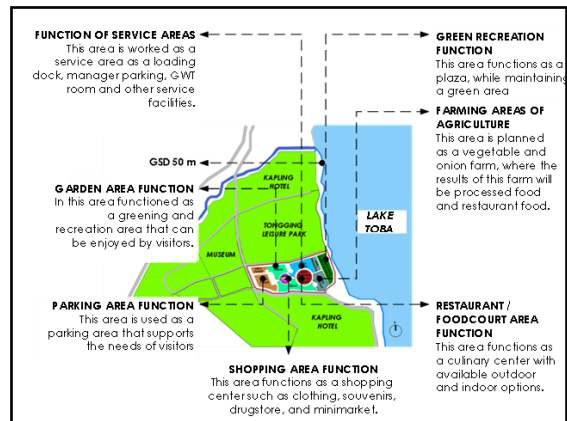 FUNCTION OF SERVICE AREAS
This area is worked as a
service area as a loading
dock, manager parking, GWT
room and other service
facilities.
GREEN RECREATION
FUNCTION
This area functions as a
plaza, while maintaining
a green area
FARMING AREAS OF
AGRICULTURE
This area is planned
as a vegetable and
onion farm, where the
results of this farm will
be processed food
and restaurant food.
GSD 50 m
GARDEN AREA FUNCTION
In this area functioned as
a greening and
recreation area that can
be enjoyed by visitors.
KAPLING
HOTEL
TONGGING
LEISURE PARK
MUSEUM
LAKE
TOBA
KAPLING
HOTEL
PARKING AREA FUNCTION
This area is used as a
parking area that supports
the needs of visitors
RESTAURANT /
FOODCOURT AREA
FUNCTION
This area functions as
a culinary center with
available outdoor
and indoor options.
SHOPPING AREA FUNCTION
This area functions as a shopping
center such as clothing, souvenirs,
drugstore, and minimarket.